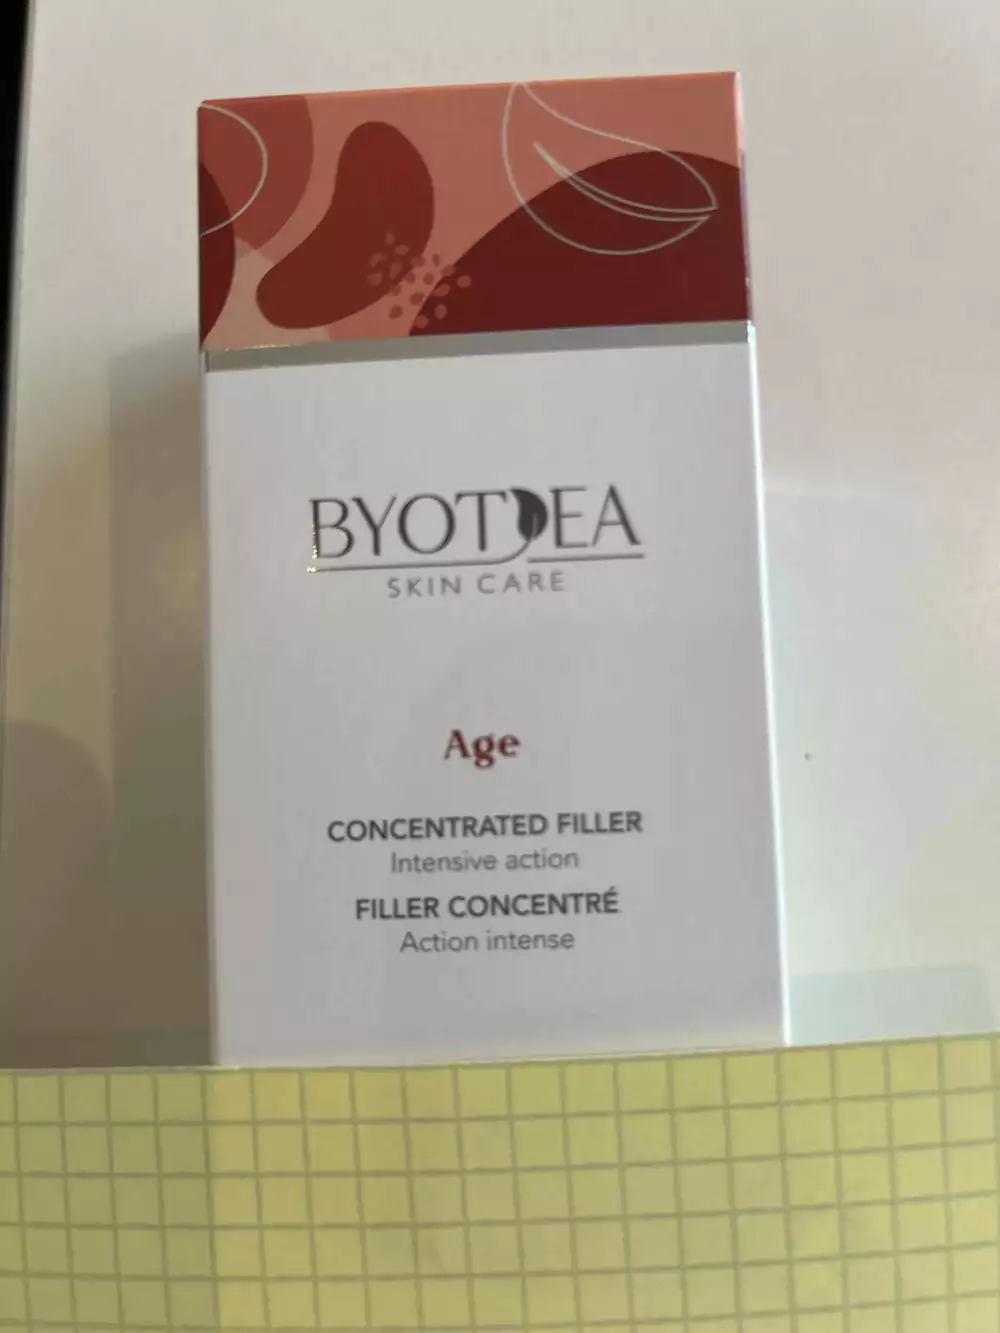 BYOTEA
SKIN CARE
Age
CONCENTRATED FILLER
Intensive action
FILLER CONCENTRÉ
Action intense